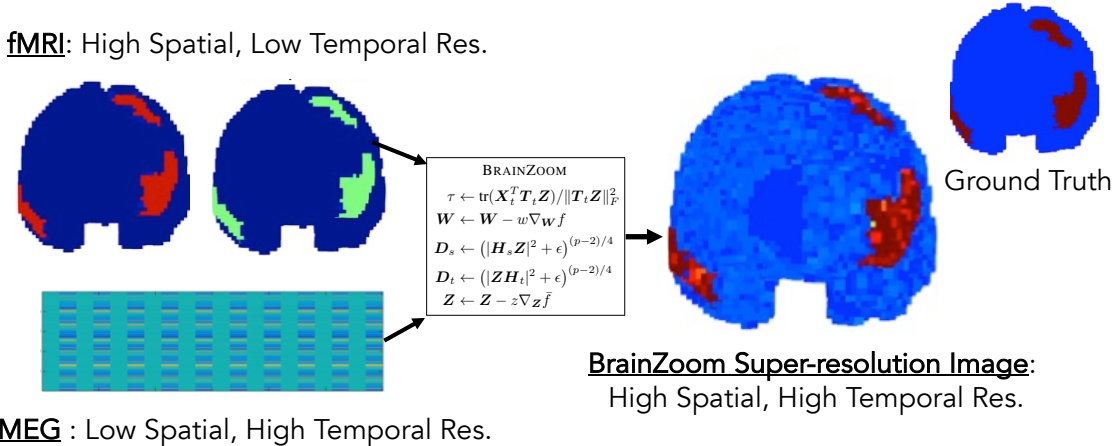 fMRI: High Spatial, Low Temporal Res.
Ground Truth
BRAINZOOM
τ ← tr(X_t^T T_t Z)/‖T_t Z‖_F^2
W ← W − w∇_W f
D_s ← (|H_s Z|^2 + ϵ)^{(p−2)/4}
D_t ← (|ZH_t|^2 + ϵ)^{(p−2)/4}
Z ← Z − z∇_Z f̄
BrainZoom Super-resolution Image:
High Spatial, High Temporal Res.
MEG : Low Spatial, High Temporal Res.